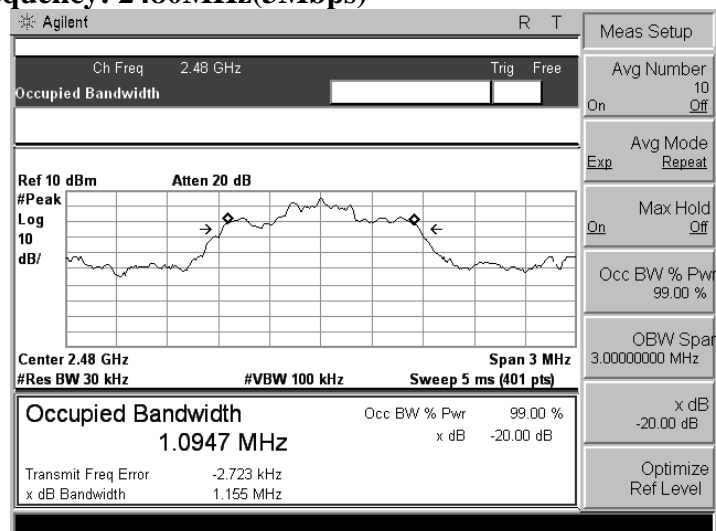 quency: 2480MHz(3Mbps)
Agilent R T
Ch Freq 2.48 GHz Trig Free
Occupied Bandwidth
Ref 10 dBm Atten 20 dB
#Peak
Log
10
dB/
Center 2.48 GHz Span 3 MHz
#Res BW 30 kHz #VBW 100 kHz Sweep 5 ms (401 pts)
Occupied Bandwidth
1.0947 MHz
Occ BW % Pwr 99.00 %
x dB -20.00 dB
Transmit Freq Error -2.723 kHz
x dB Bandwidth 1.155 MHz
Meas Setup
Avg Number
10
On Off
Avg Mode
Exp Repeat
Max Hold
On Off
Occ BW % Pwr
99.00 %
OBW Span
3.00000000 MHz
x dB
-20.00 dB
Optimize
Ref Level